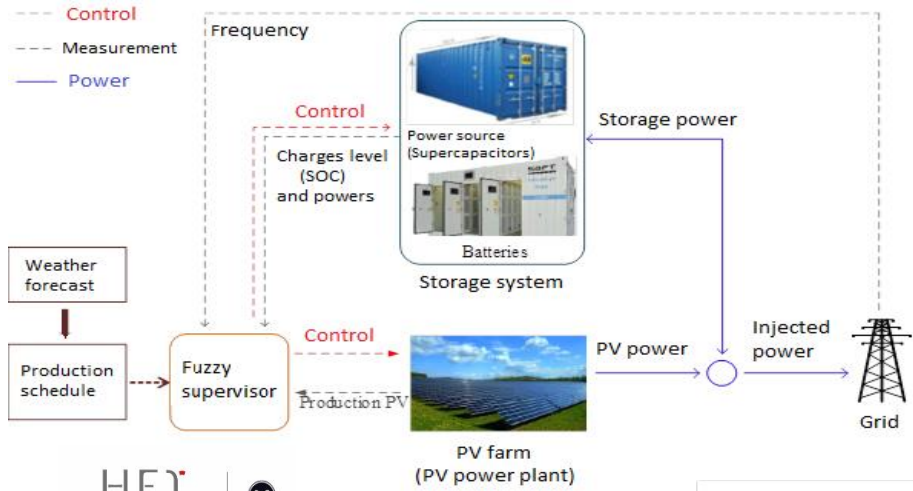 Control
Measurement
Power
Frequency
Control
Charges level
(SOC)
and powers
Power source
(Supercapacitors)
SAFT
Batteries
Storage system
Storage power
Weather
forecast
Production
schedule
Fuzzy
supervisor
Control
Production PV
PV farm
(PV power plant)
PV power
Injected
power
Grid